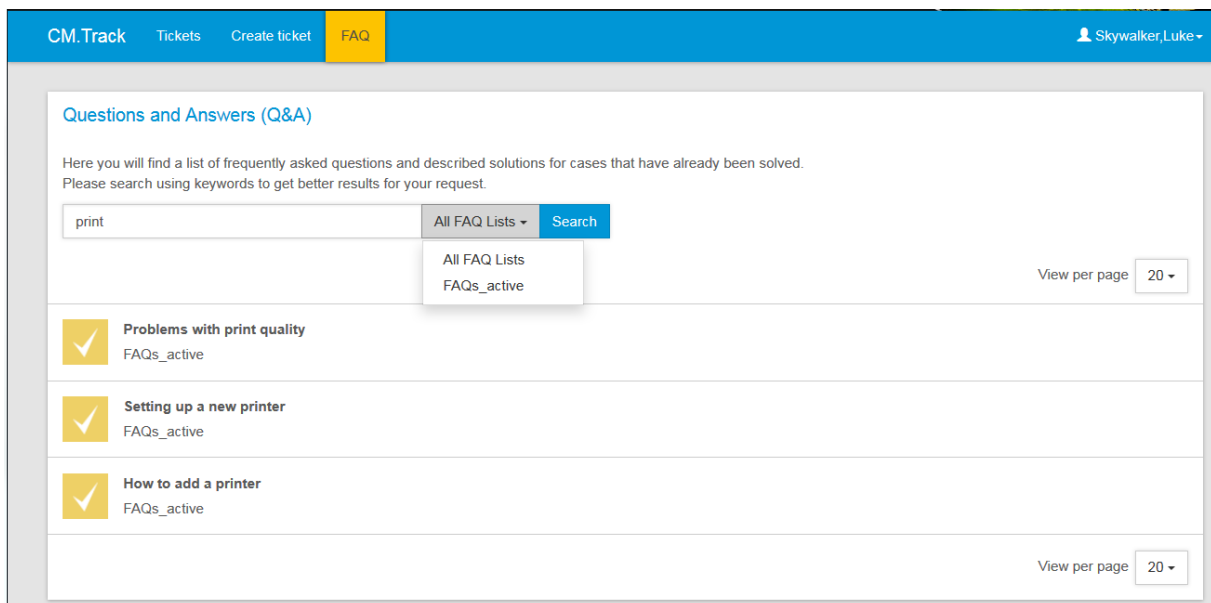 CM.Track Tickets Create ticket FAQ Skywalker,Luke
Questions and Answers (Q&A)
Here you will find a list of frequently asked questions and described solutions for cases that have already been solved.
Please search using keywords to get better results for your request.
print All FAQ Lists Search
All FAQ Lists
FAQs_active
View per page 20
Problems with print quality
FAQs_active
Setting up a new printer
FAQs_active
How to add a printer
FAQs_active
View per page 20